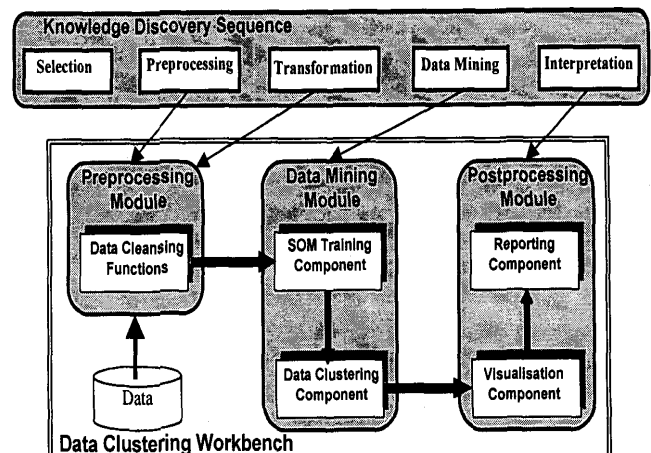 Knowledge Discovery Sequence
Selection
Preprocessing
Transformation
Data Mining
Interpretation
Preprocessing
Module
Data Mining
Module
Postprocessing
Module
Data Cleansing
Functions
SOM Training
Component
Reporting
Component
Data
Data Clustering
Component
Visualisation
Component
Data Clustering Workbench